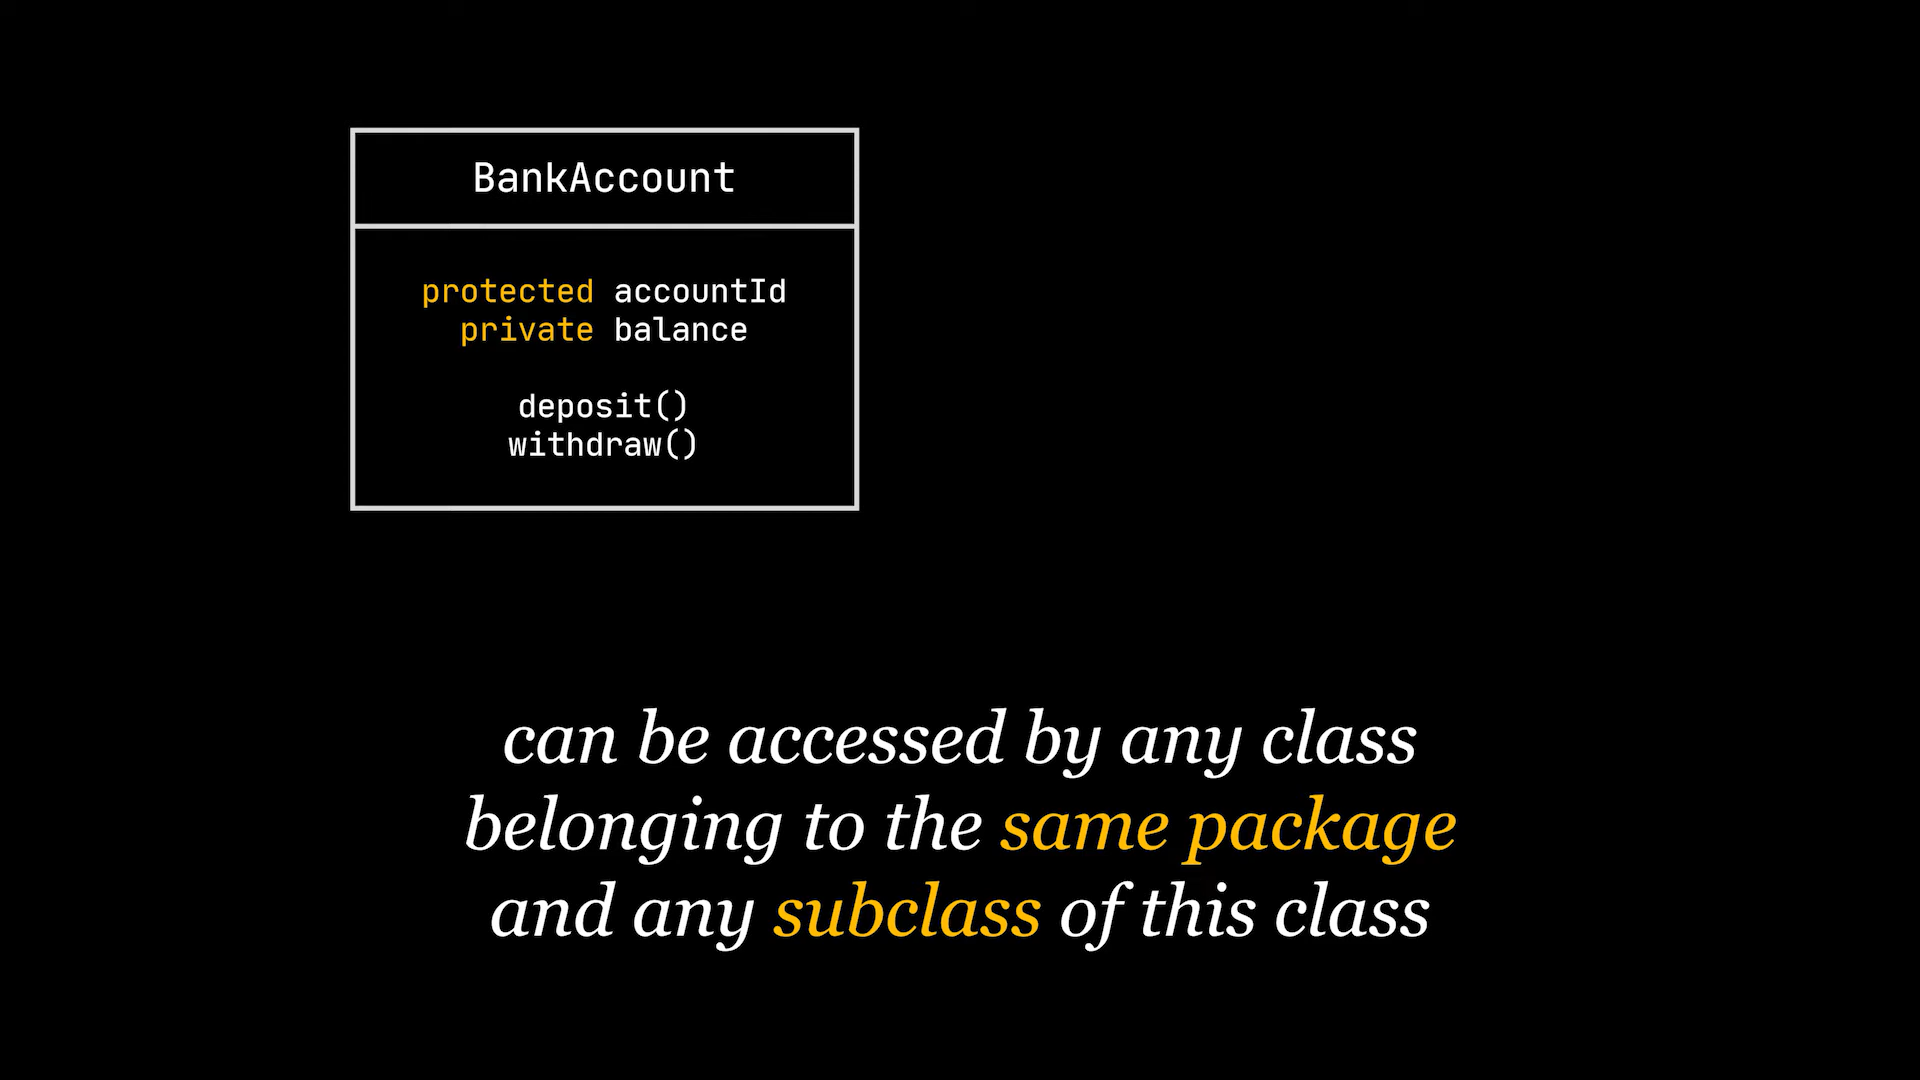 BankAccount
protected accountId
private balance
deposit()
withdraw()
can be accessed by any class
belonging to the same package
and any subclass of this class